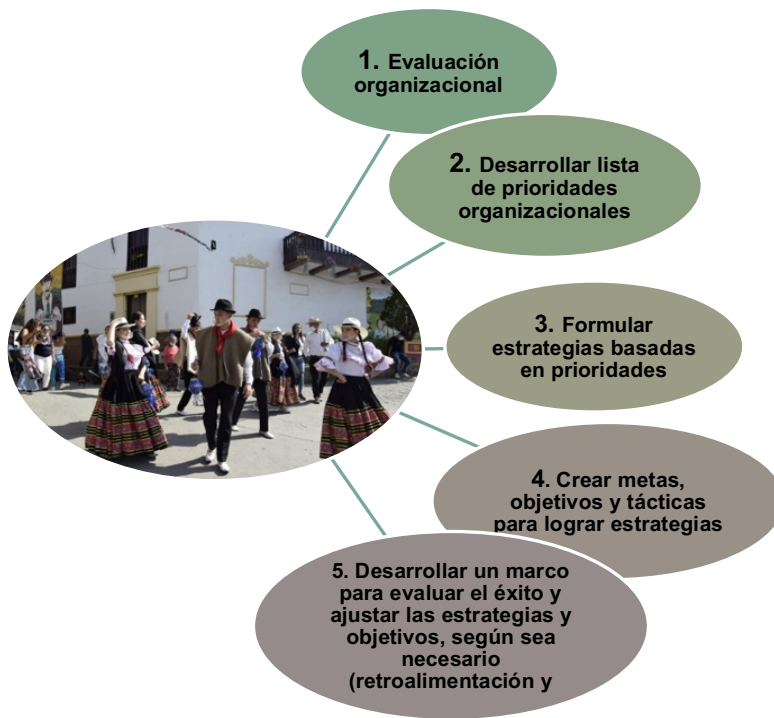 1. Evaluación
organizacional
2. Desarrollar lista
de prioridades
organizacionales
3. Formular
estrategias basadas
en prioridades
4. Crear metas,
objetivos y tácticas
para lograr estrategias
5. Desarrollar un marco
para evaluar el éxito y
ajustar las estrategias y
objetivos, según sea
necesario
(retroalimentación y